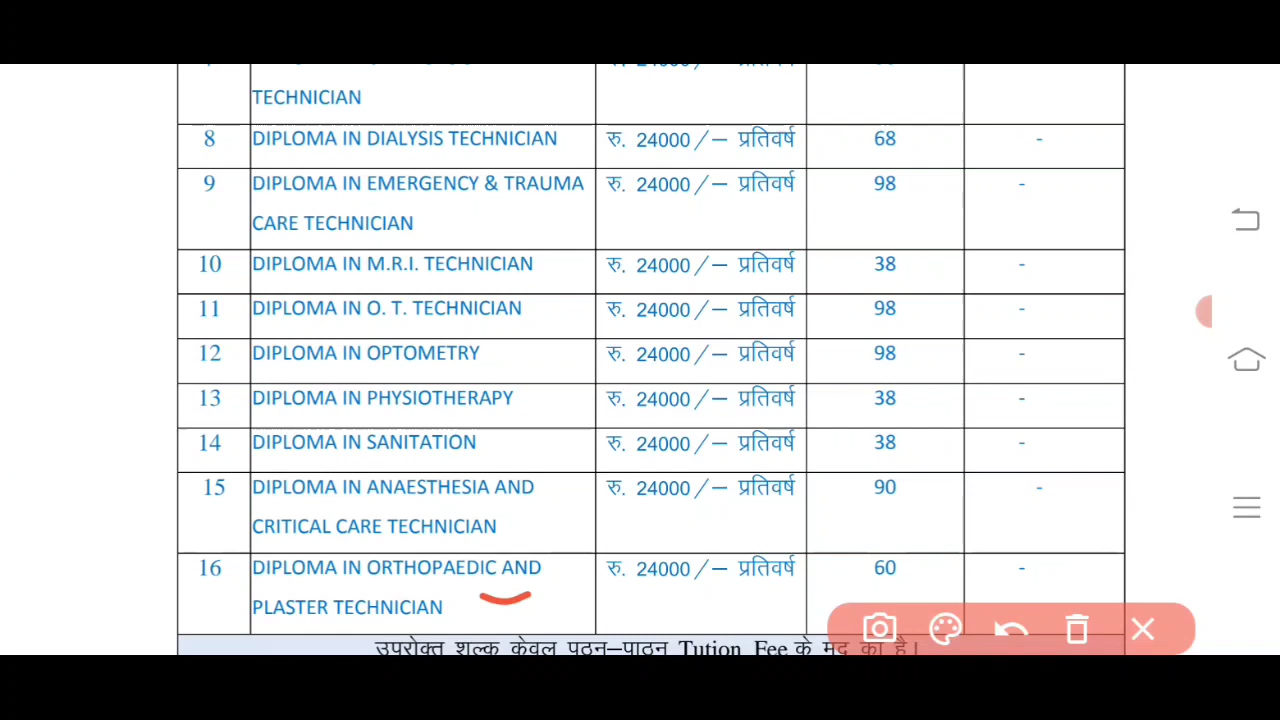 TECHNICIAN
8 DIPLOMA IN DIALYSIS TECHNICIAN रु. 24000/– प्रतिवर्ष 68 -
9 DIPLOMA IN EMERGENCY & TRAUMA रु. 24000/– प्रतिवर्ष 98 -
CARE TECHNICIAN
10 DIPLOMA IN M.R.I. TECHNICIAN रु. 24000/– प्रतिवर्ष 38 -
11 DIPLOMA IN O. T. TECHNICIAN रु. 24000/– प्रतिवर्ष 98 -
12 DIPLOMA IN OPTOMETRY रु. 24000/– प्रतिवर्ष 98 -
13 DIPLOMA IN PHYSIOTHERAPY रु. 24000/– प्रतिवर्ष 38 -
14 DIPLOMA IN SANITATION रु. 24000/– प्रतिवर्ष 38 -
15 DIPLOMA IN ANAESTHESIA AND रु. 24000/– प्रतिवर्ष 90 -
CRITICAL CARE TECHNICIAN
16 DIPLOMA IN ORTHOPAEDIC AND रु. 24000/– प्रतिवर्ष 60 -
PLASTER TECHNICIAN
उपरोक्त शुल्क केवल पठन–पाठन Tution Fee के मद का है।